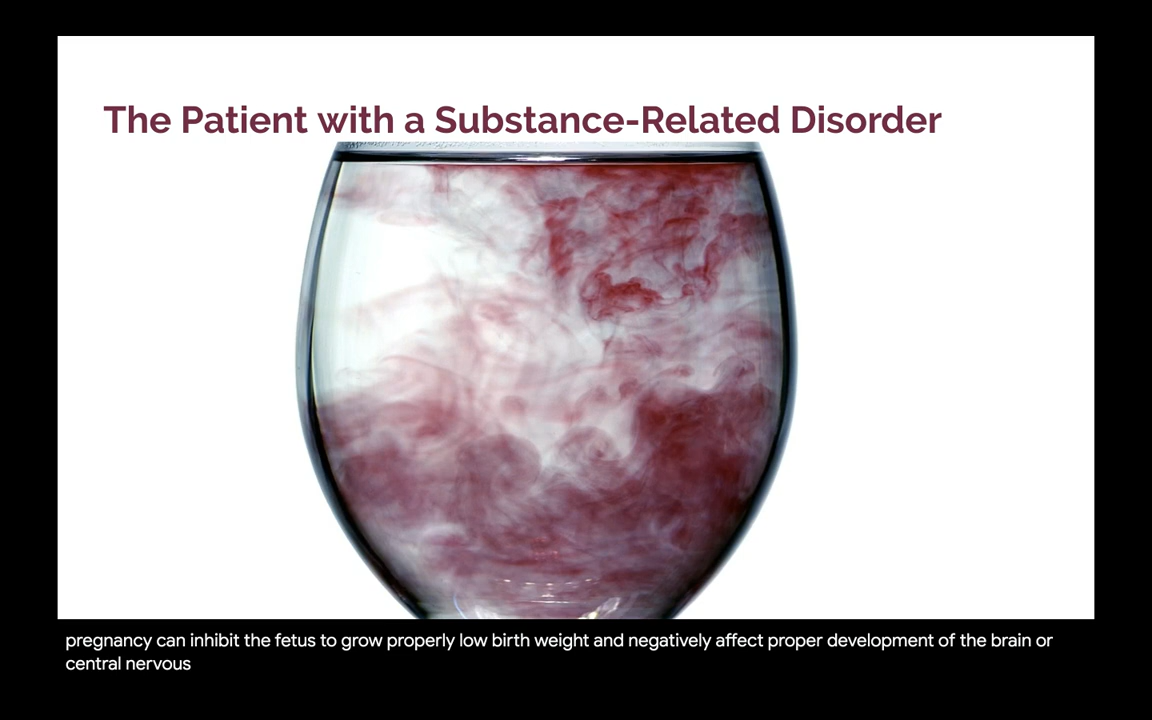 The Patient with a Substance-Related Disorder
pregnancy can inhibit the fetus to grow properly low birth weight and negatively affect proper development of the brain or
central nervous